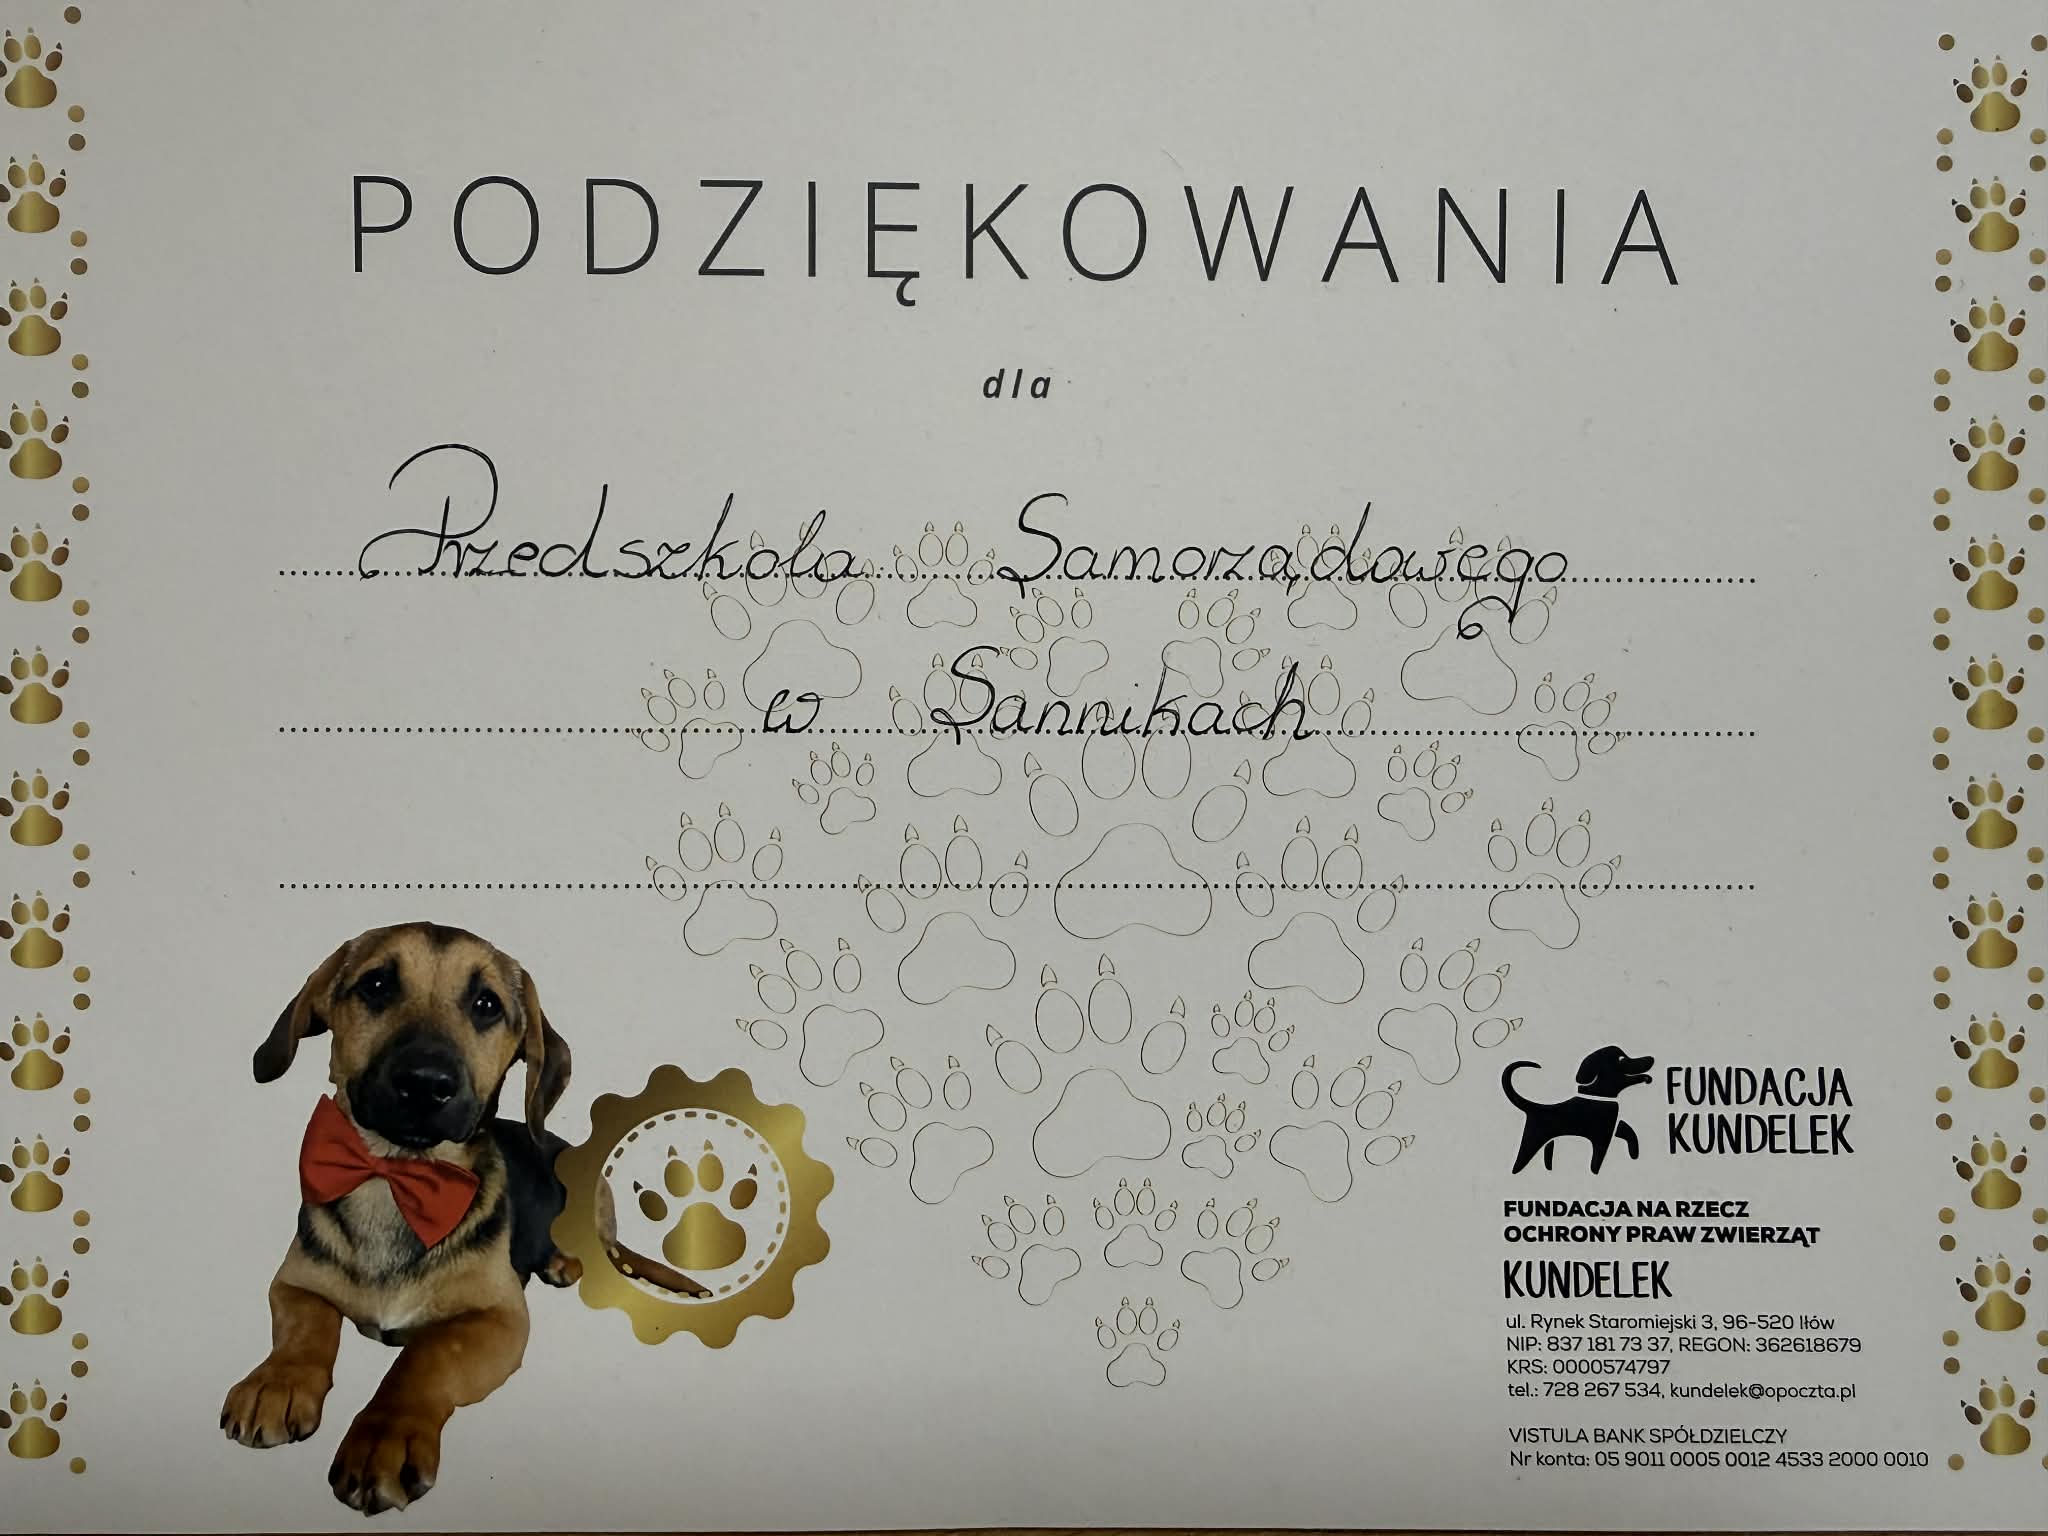 PODZIĘKOWANIA
dla
Przedszkola Samorządowego
w Sannikach
FUNDACJA
KUNDELEK
FUNDACJA NA RZECZ
OCHRONY PRAW ZWIERZĄT
KUNDELEK
ul. Rynek Staromiejski 3, 96-520 Iłów
NIP: 837 181 73 37, REGON: 362618679
KRS: 0000574797
tel.: 728 267 534, kundelek@opoczta.pl
VISTULA BANK SPÓŁDZIELCZY
Nr konta: 05 9011 0005 0012 4533 2000 0010